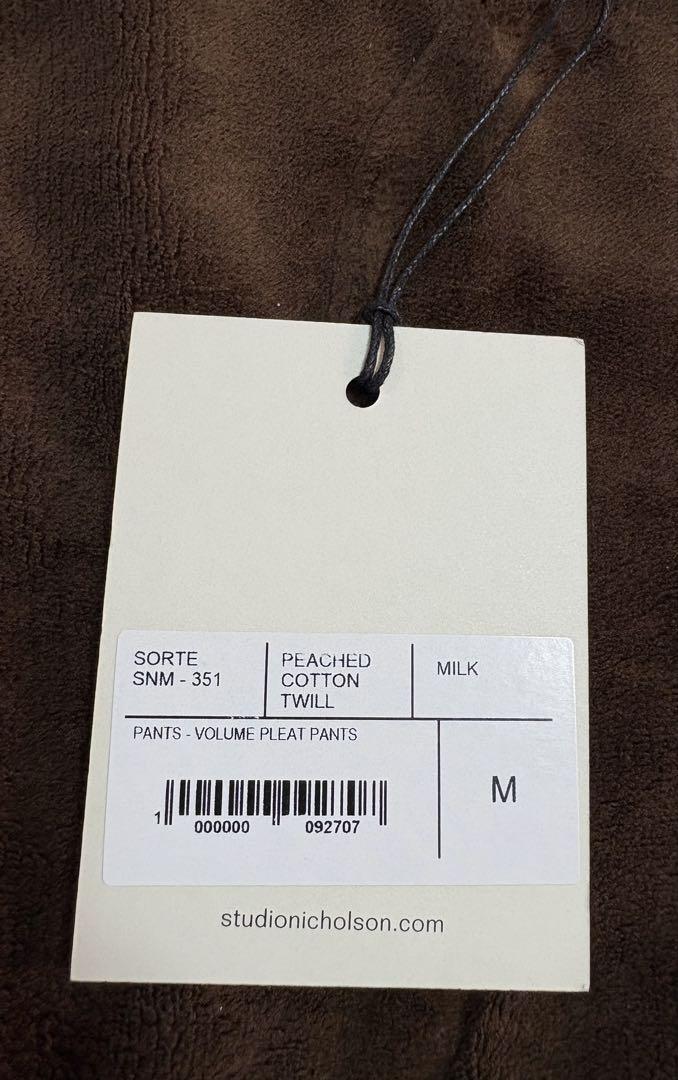 SORTE
SNM - 351
PEACHED
COTTON
TWILL
MILK
PANTS - VOLUME PLEAT PANTS
M
1 000000 092707
studionicholson.com